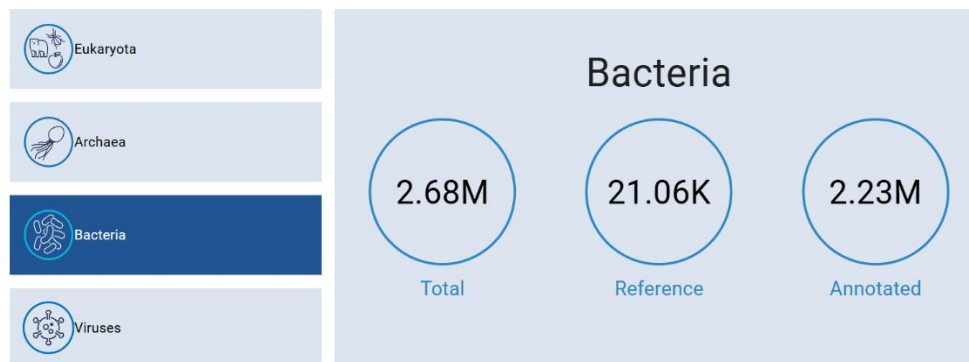 Eukaryota
Archaea
Bacteria
Viruses
Bacteria
2.68M
21.06K
2.23M
Total
Reference
Annotated